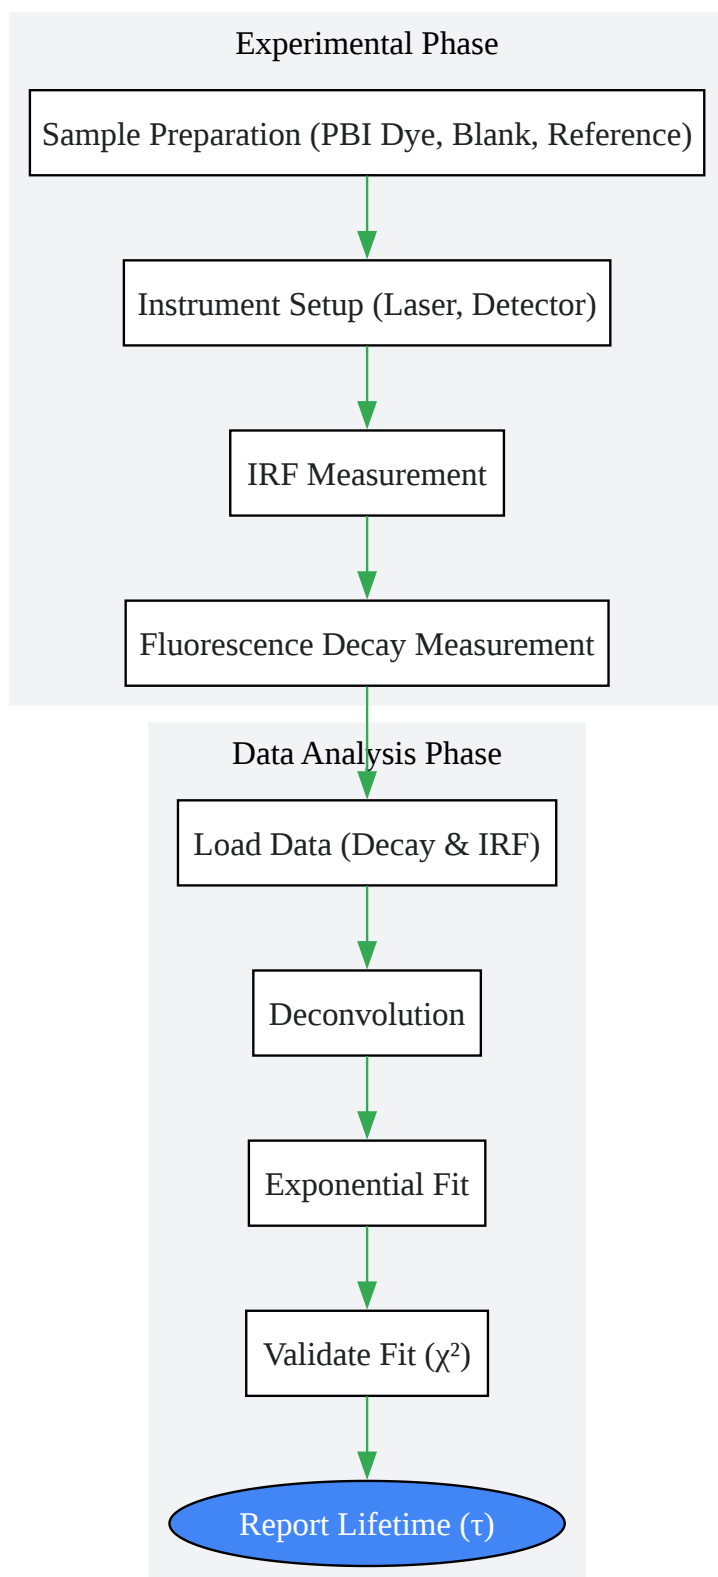 Experimental Phase
Sample Preparation (PBI Dye, Blank, Reference)
Instrument Setup (Laser, Detector)
IRF Measurement
Fluorescence Decay Measurement
Data Analysis Phase
Load Data (Decay & IRF)
Deconvolution
Exponential Fit
Validate Fit (χ²)
Report Lifetime (τ)